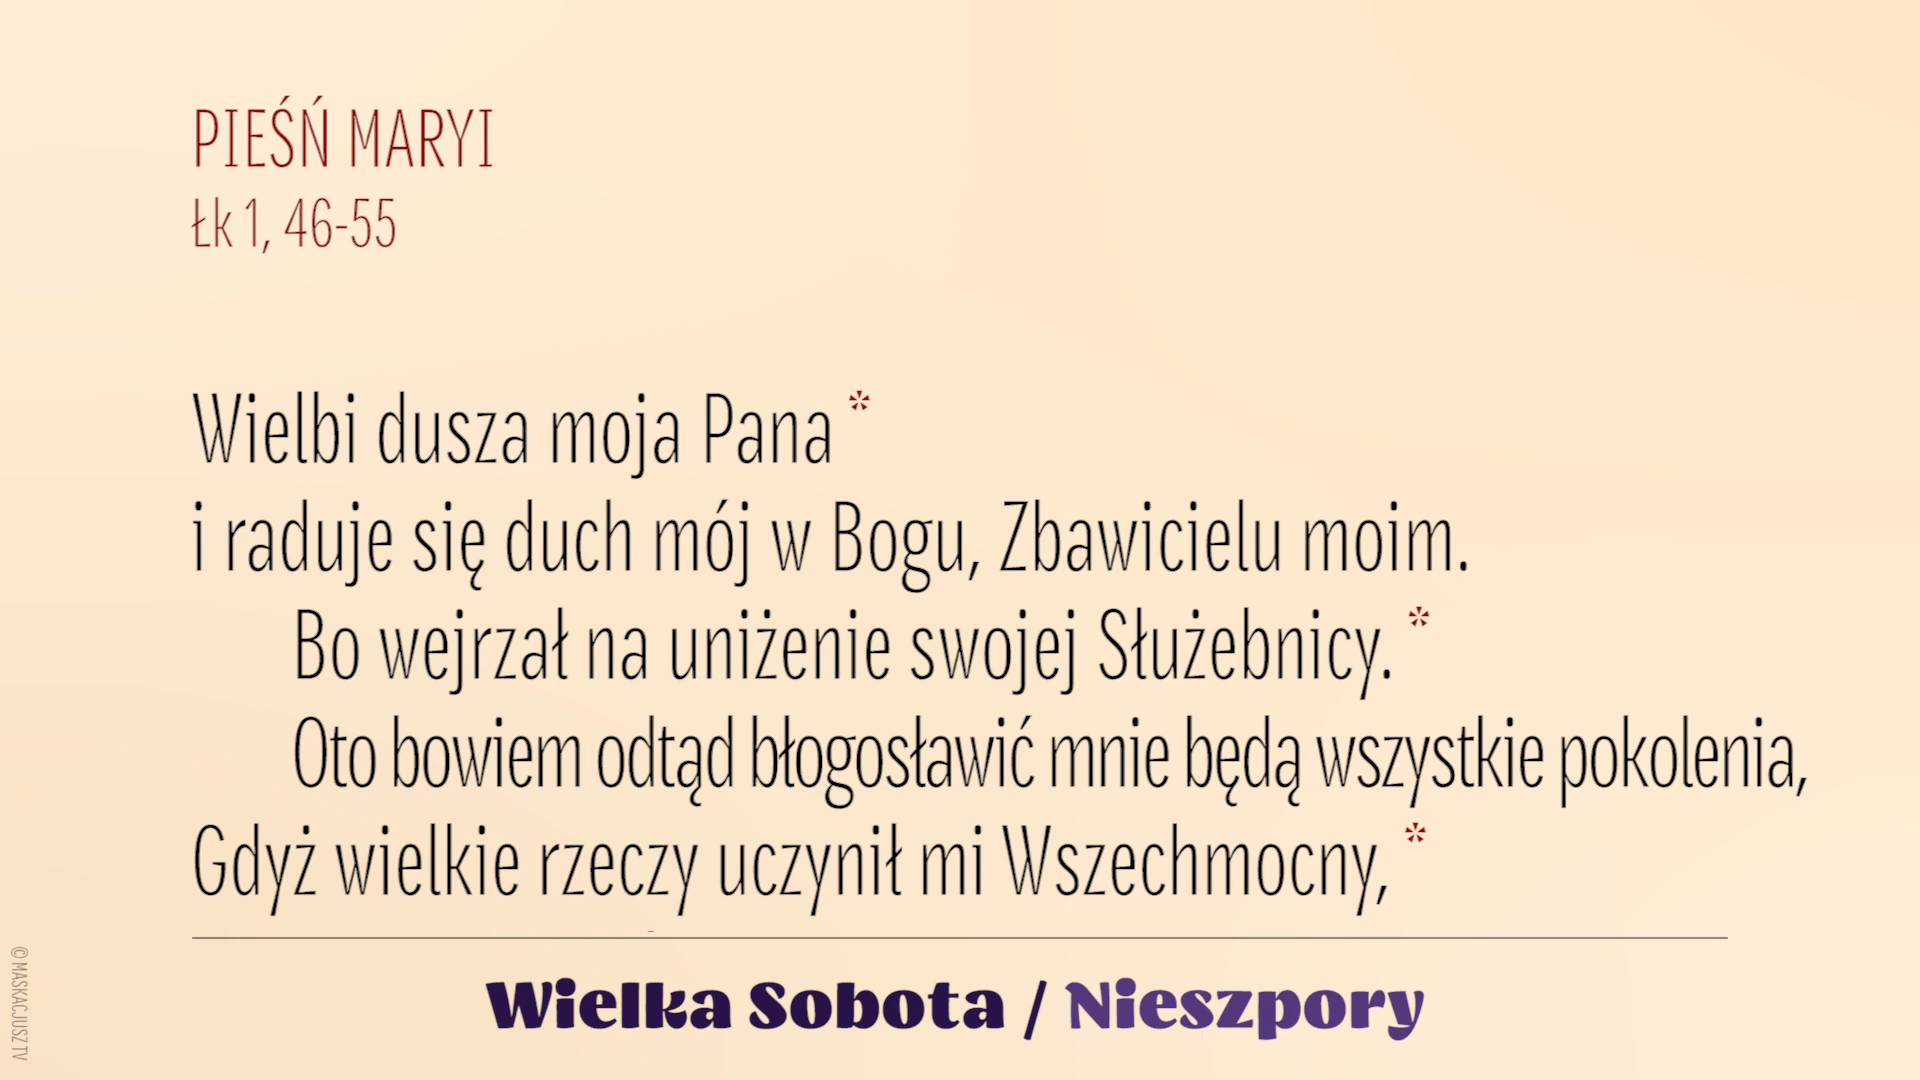 PIEŚŃ MARYI
Łk 1, 46-55
Wielbi dusza moja Pana *
i raduje się duch mój w Bogu, Zbawicielu moim.
Bo wejrzał na uniżenie swojej Służebnicy. *
Oto bowiem odtąd błogosławić mnie będą wszystkie pokolenia,
Gdyż wielkie rzeczy uczynił mi Wszechmocny, *
Wielka Sobota / Nieszpory
© MASKACJUSZ TV